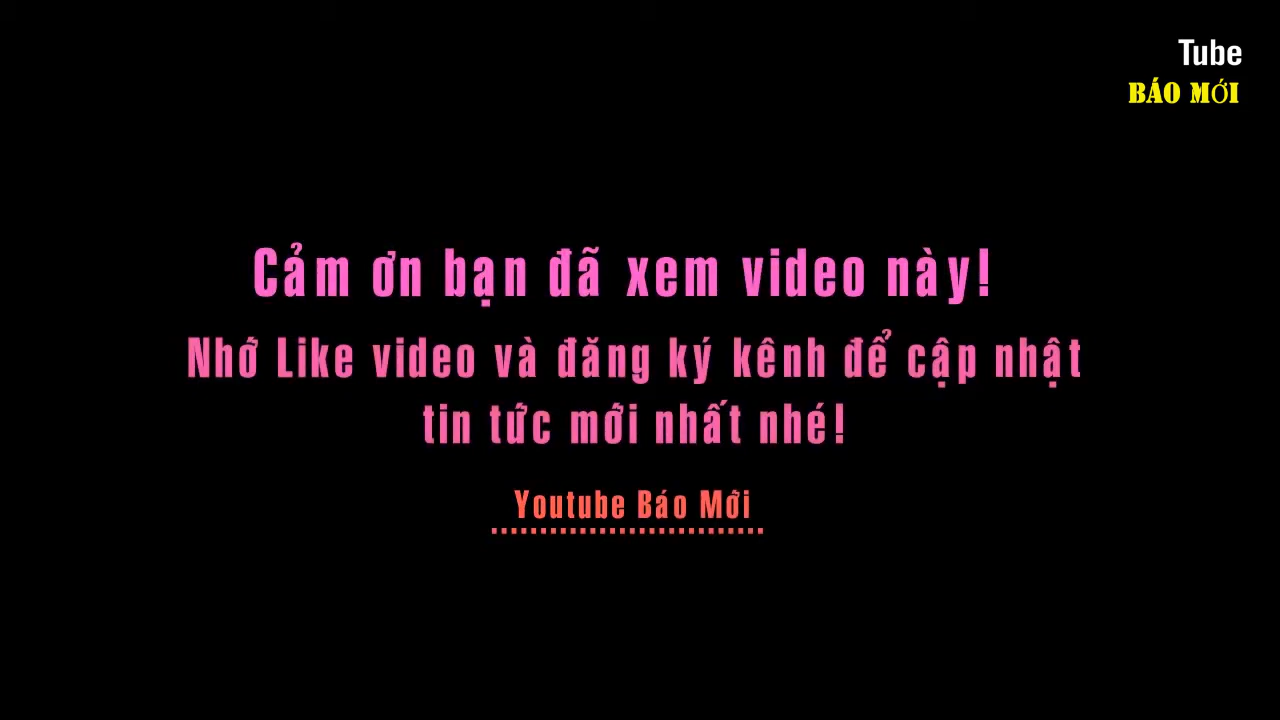 Tube
BÁO MỚI
Cảm ơn bạn đã xem video này!
Nhớ Like video và đăng ký kênh để cập nhật
tin tức mới nhất nhé!
Youtube Báo Mới